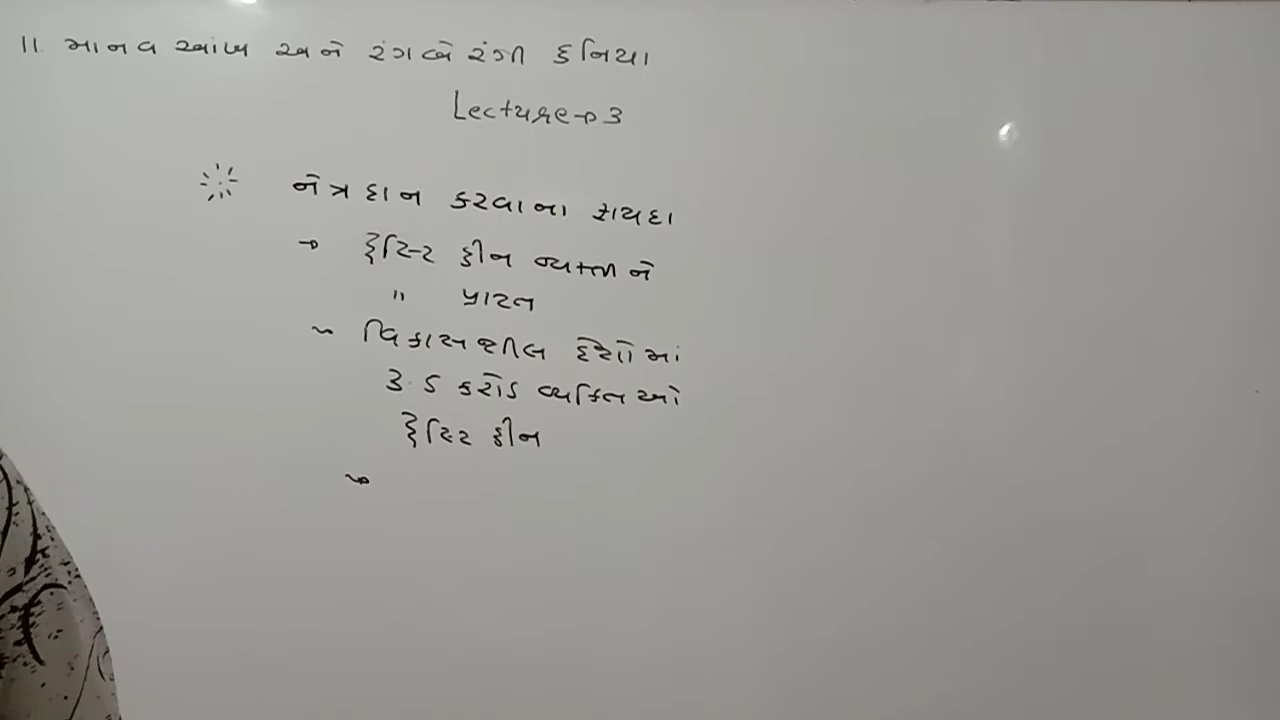 11 માનવ આંખ અને રંગબેરંગી દુનિયા
Lecture → 3
નેત્રદાન કરવાના ફાયદા
→ દ્રષ્ટિ હીન વ્યક્તી ને
" પ્રાપ્ત
→ વિકાસશીલ દેશોમાં
3.5 કરોડ વ્યક્તિઓ
દ્રષ્ટિ હીન
→